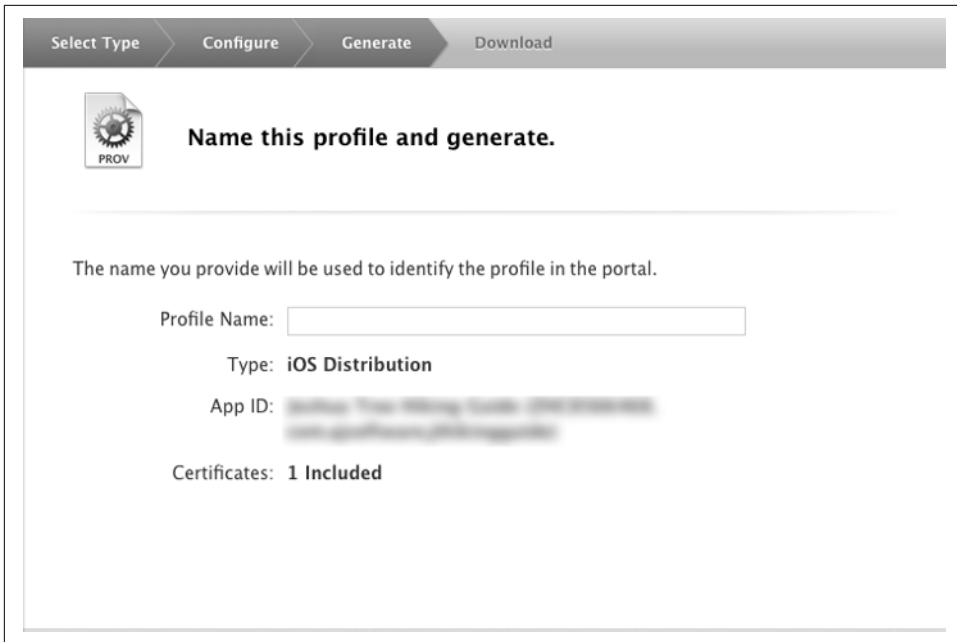 Select Type
Configure
Generate
Download
PROV
Name this profile and generate.
The name you provide will be used to identify the profile in the portal.
Profile Name:
Type: iOS Distribution
App ID:
Certificates: 1 Included